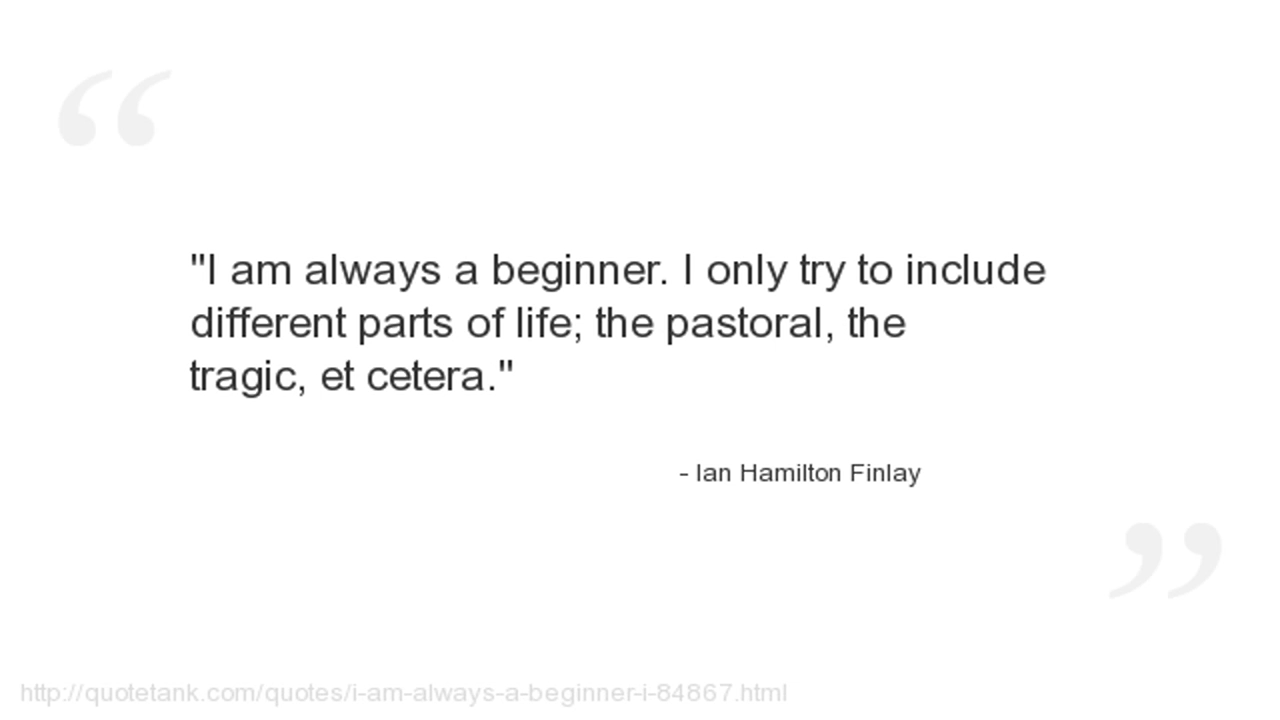 "I am always a beginner. I only try to include
different parts of life; the pastoral, the
tragic, et cetera."
- Ian Hamilton Finlay
http://quotetank.com/quotes/i-am-always-a-beginner-i-84867.html